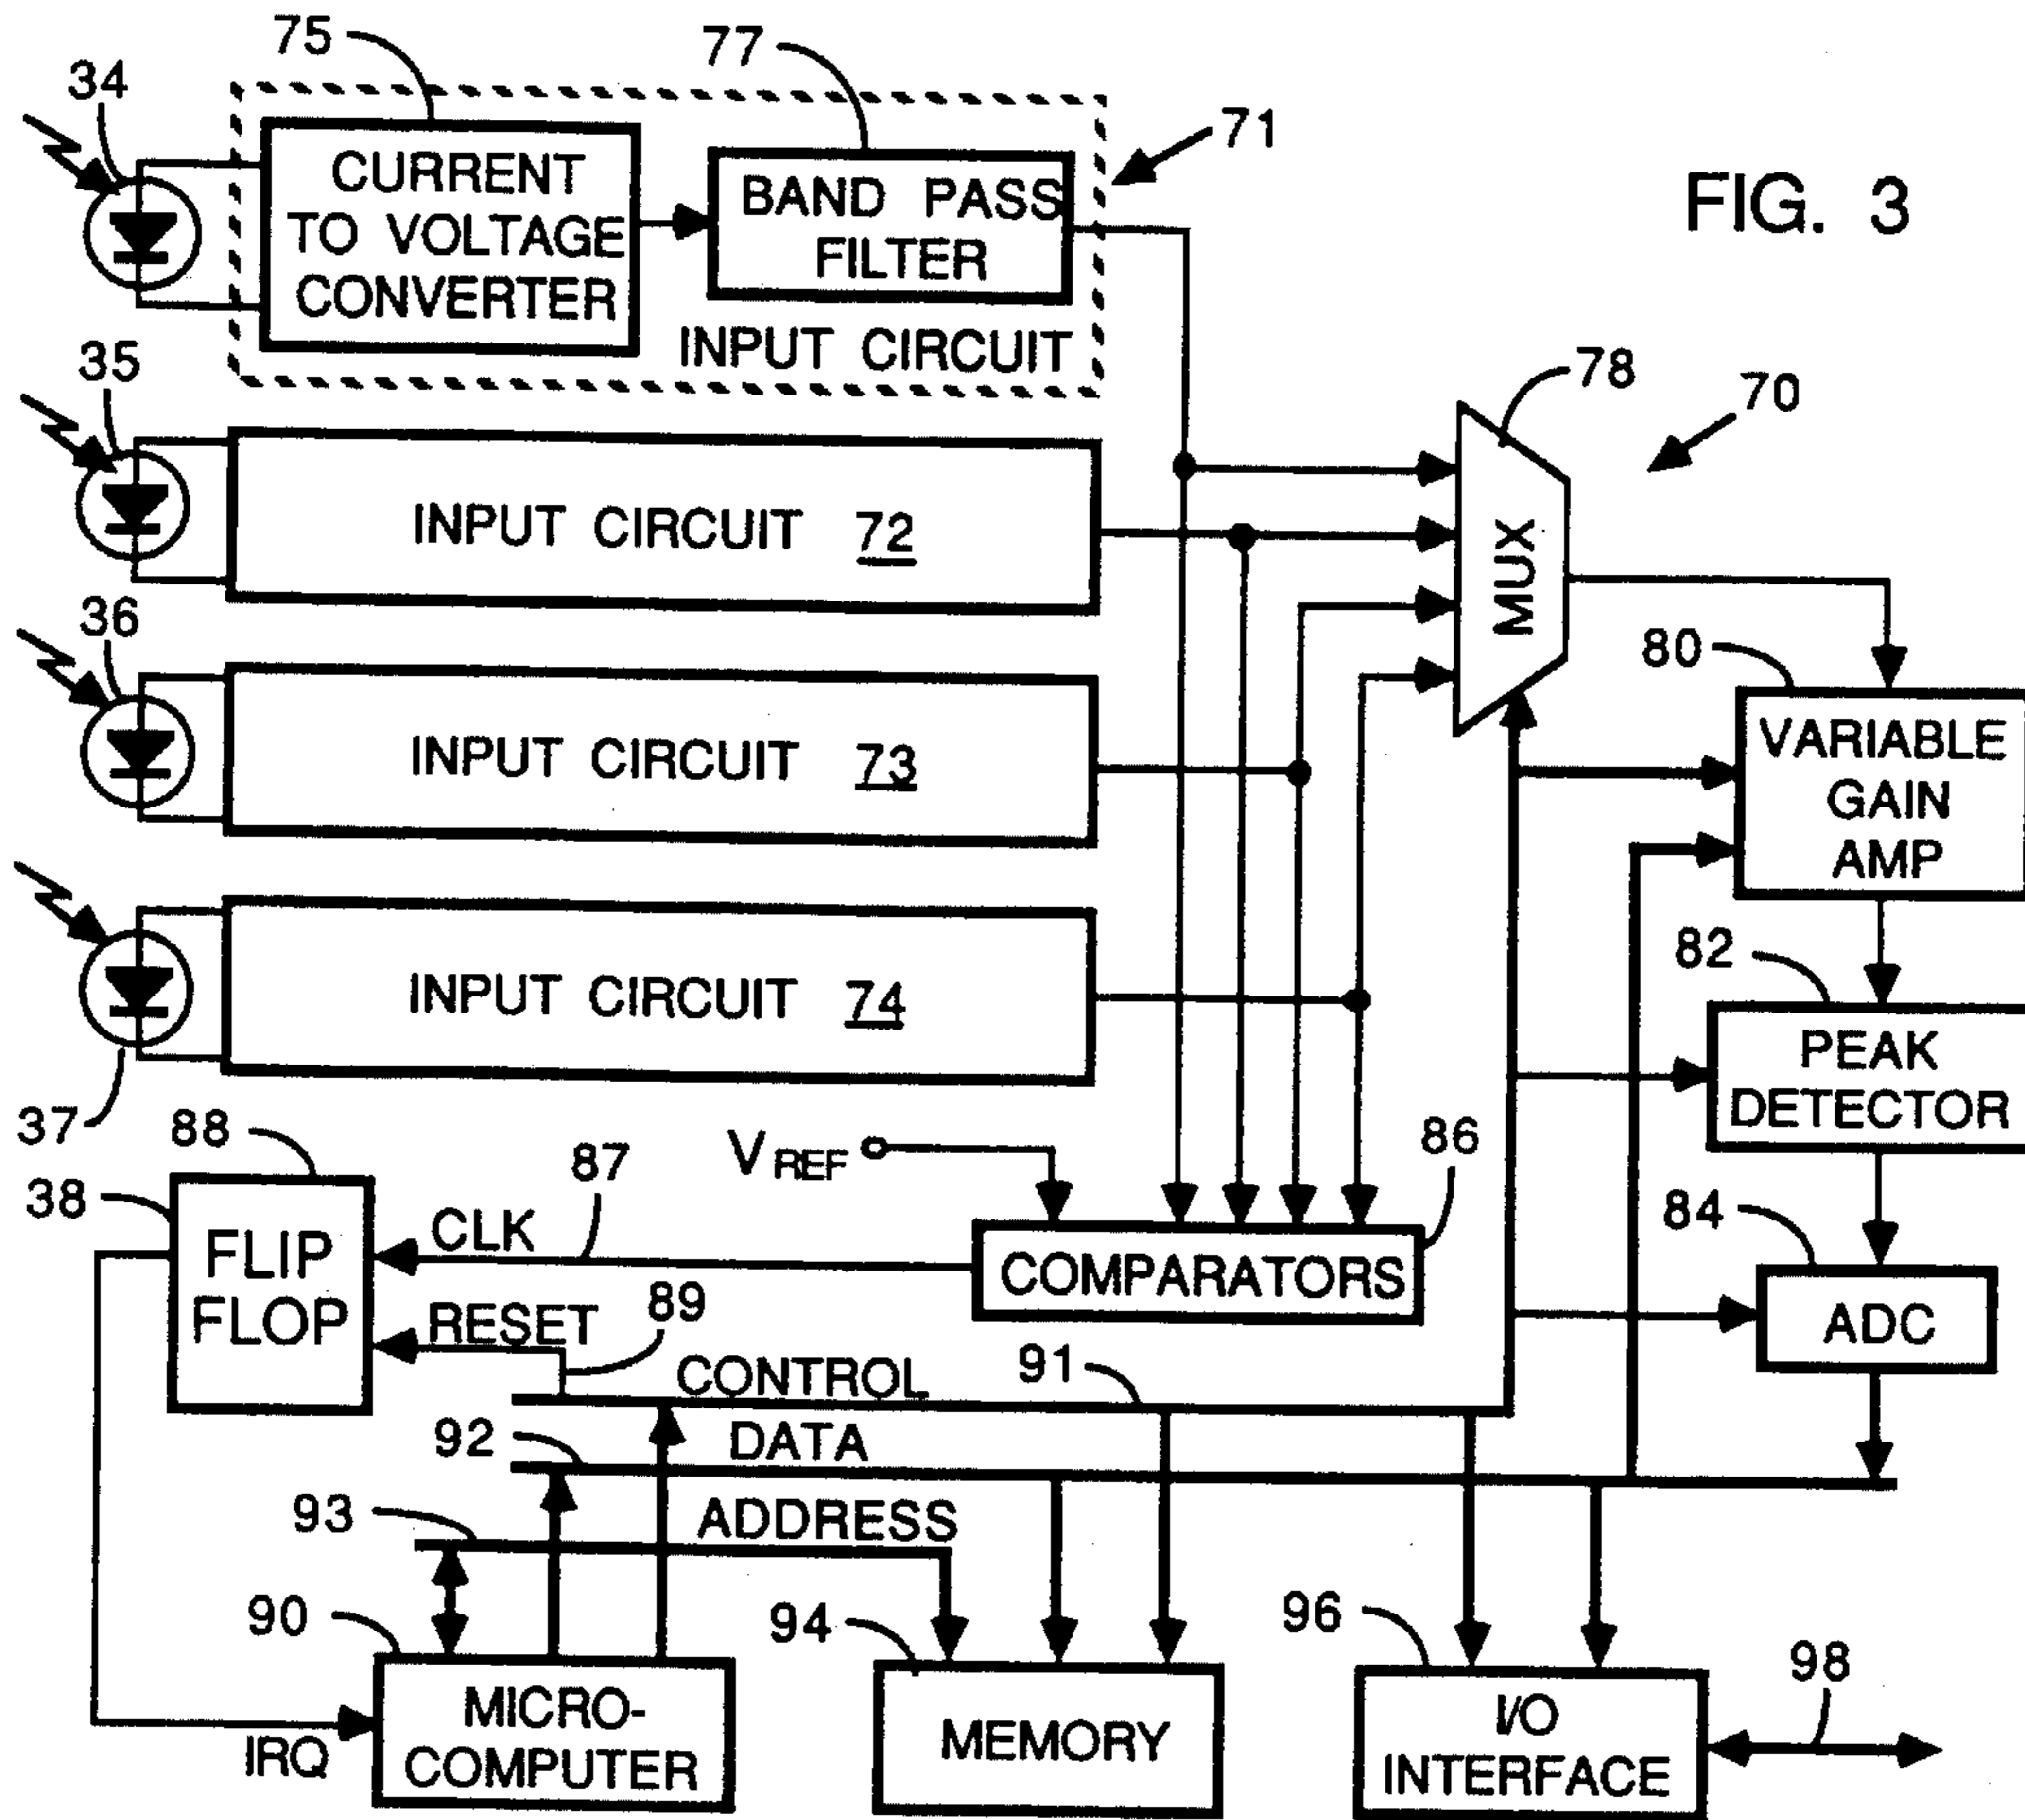 FIG. 3
75
77
34
71
CURRENT
TO VOLTAGE
CONVERTER
BAND PASS
FILTER
INPUT CIRCUIT
35
78
70
INPUT CIRCUIT 72
MUX
36
80
INPUT CIRCUIT 73
VARIABLE
GAIN
AMP
82
INPUT CIRCUIT 74
PEAK
DETECTOR
37
88
87
VREF
86
38
84
CLK
FLIP
FLOP
COMPARATORS
ADC
RESET
89
CONTROL
91
92
DATA
93
ADDRESS
90
94
96
98
MICRO-
COMPUTER
MEMORY
I/O
INTERFACE
IRQ